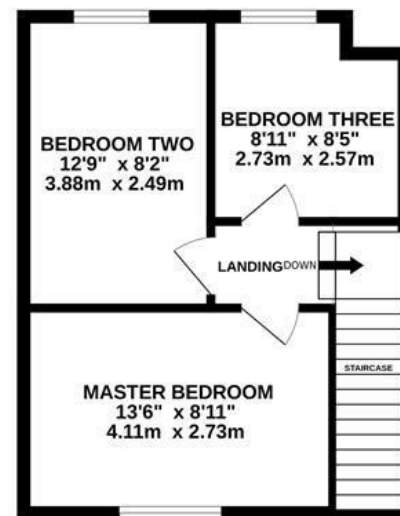 BEDROOM TWO
12'9" x 8'2"
3.88m x 2.49m
BEDROOM THREE
8'11" x 8'5"
2.73m x 2.57m
LANDING
DOWN
STAIRCASE
MASTER BEDROOM
13'6" x 8'11"
4.11m x 2.73m